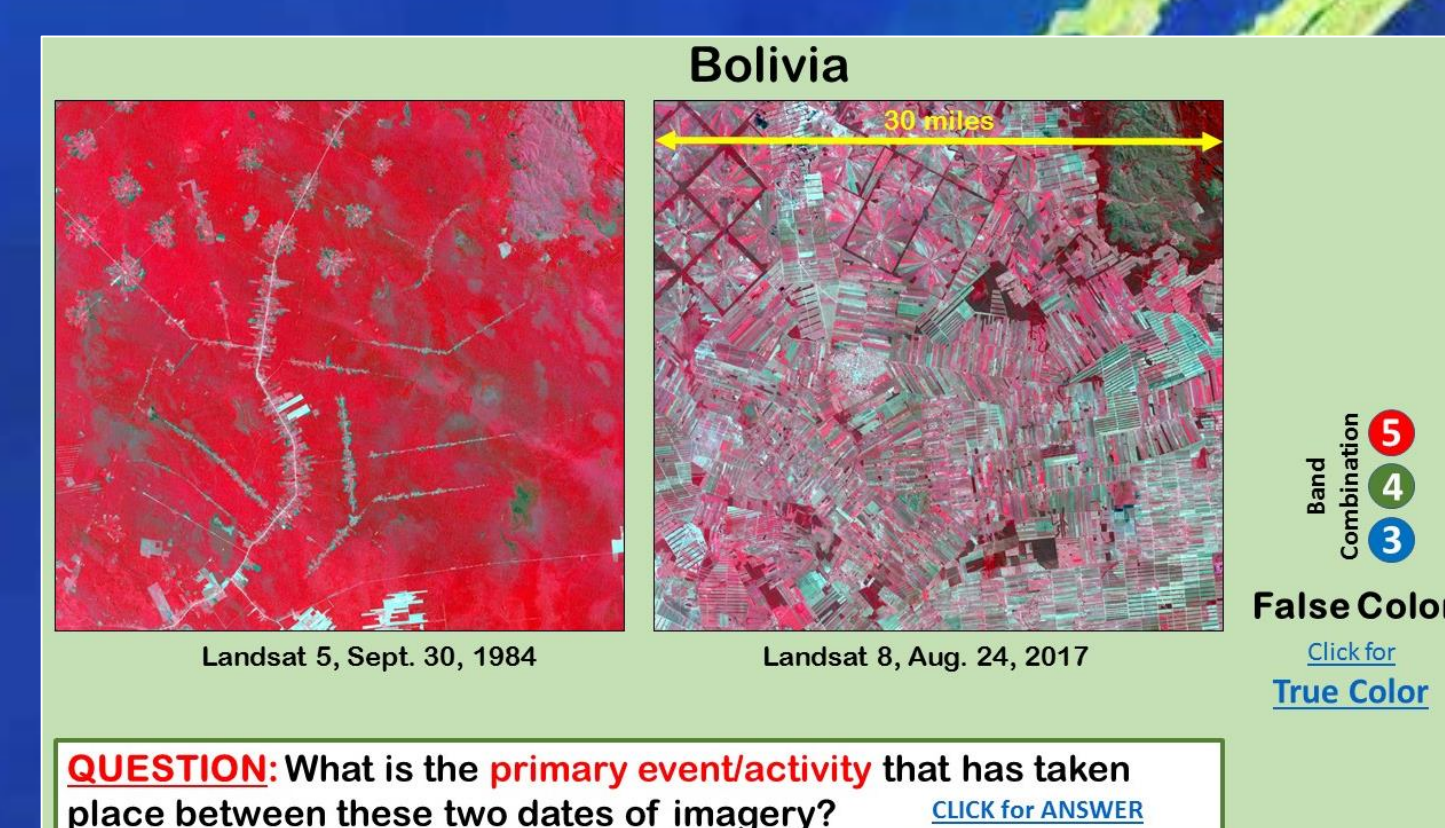 Bolivia
30 miles
Landsat 5, Sept. 30, 1984
Landsat 8, Aug. 24, 2017
Band
Combination
5
4
3
False Color
Click for
True Color
QUESTION: What is the primary event/activity that has taken
place between these two dates of imagery? CLICK for ANSWER